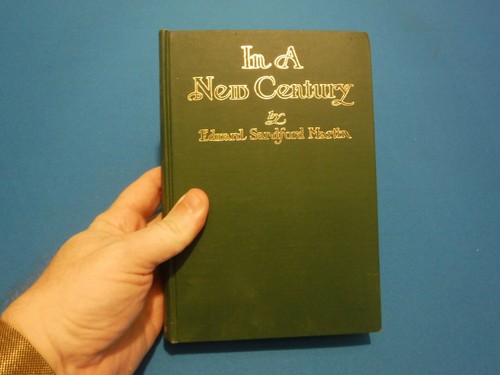 In A
New Century
by
Edward Sandford Martin